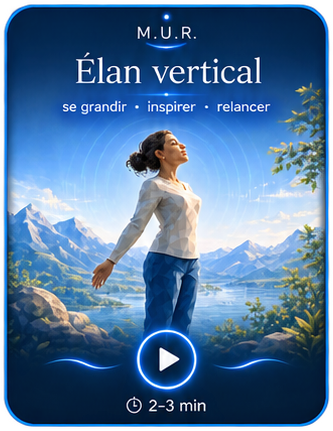 M.U.R.
Élan vertical
se grandir • inspirer • relancer
2–3 min